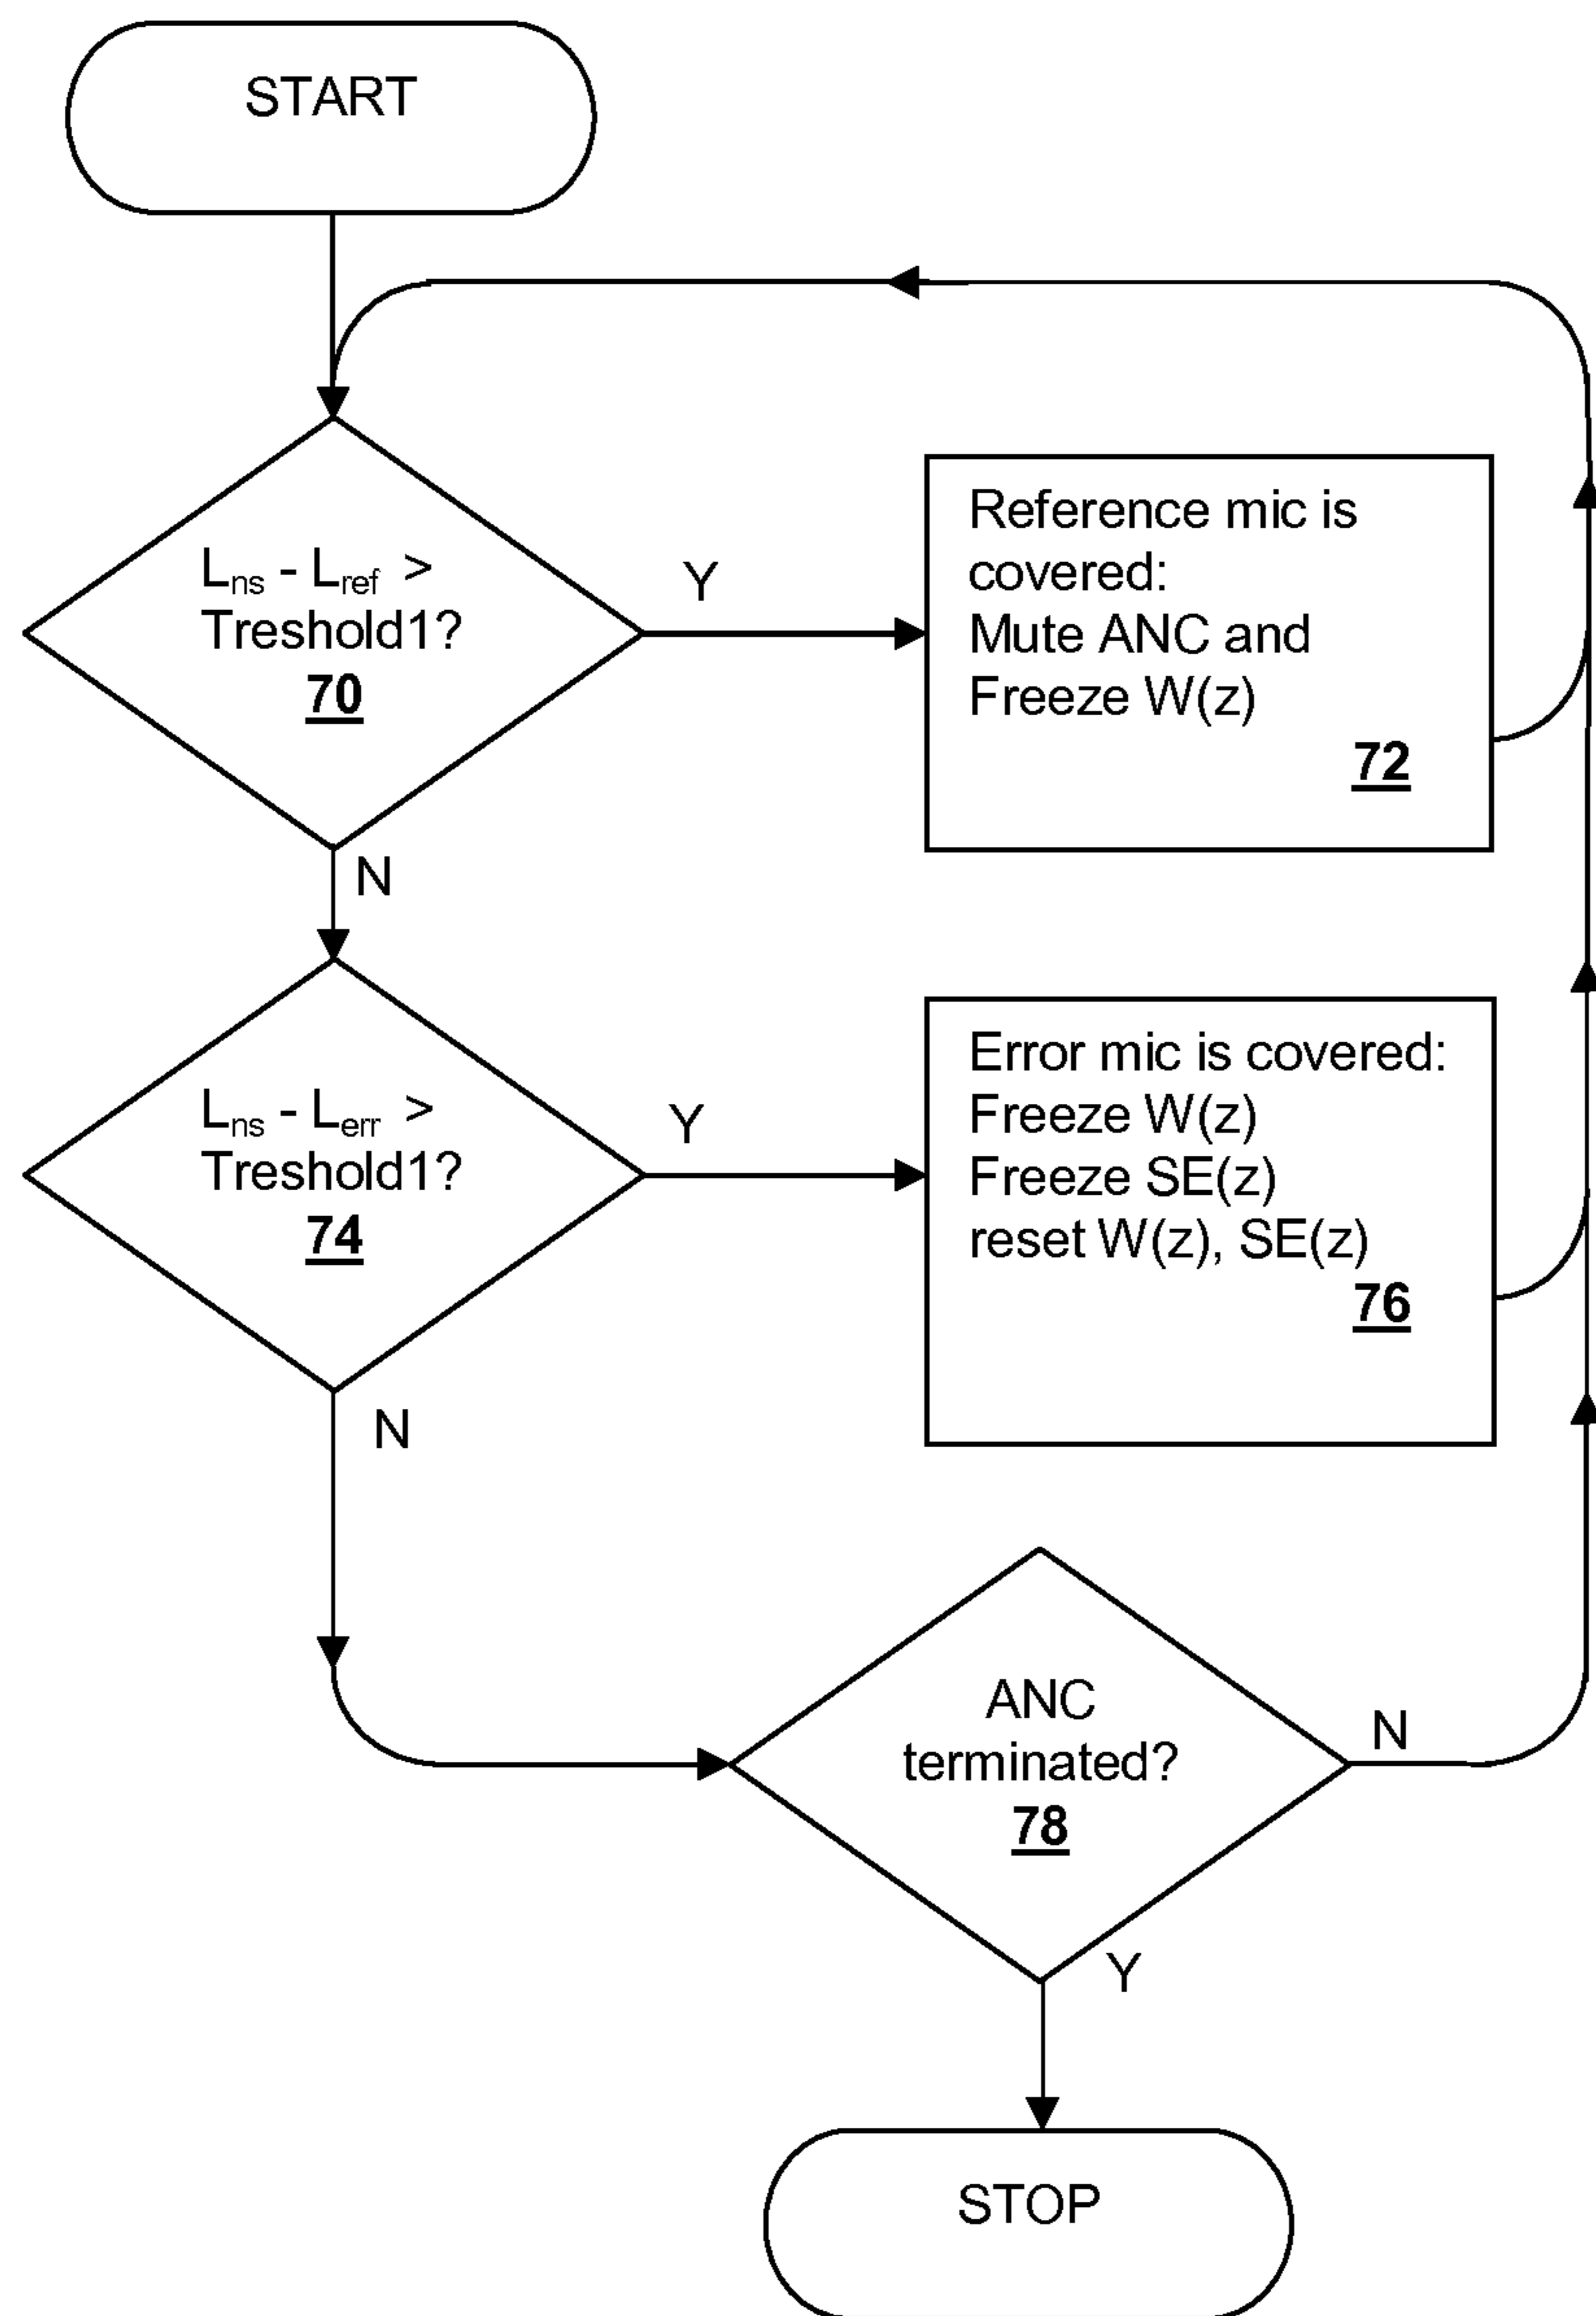 START
Lns - Lref >
Treshold1?
70
Y
Reference mic is
covered:
Mute ANC and
Freeze W(z)
72
N
Lns - Lerr >
Treshold1?
74
Y
Error mic is covered:
Freeze W(z)
Freeze SE(z)
reset W(z), SE(z)
76
N
ANC
terminated?
78
N
Y
STOP